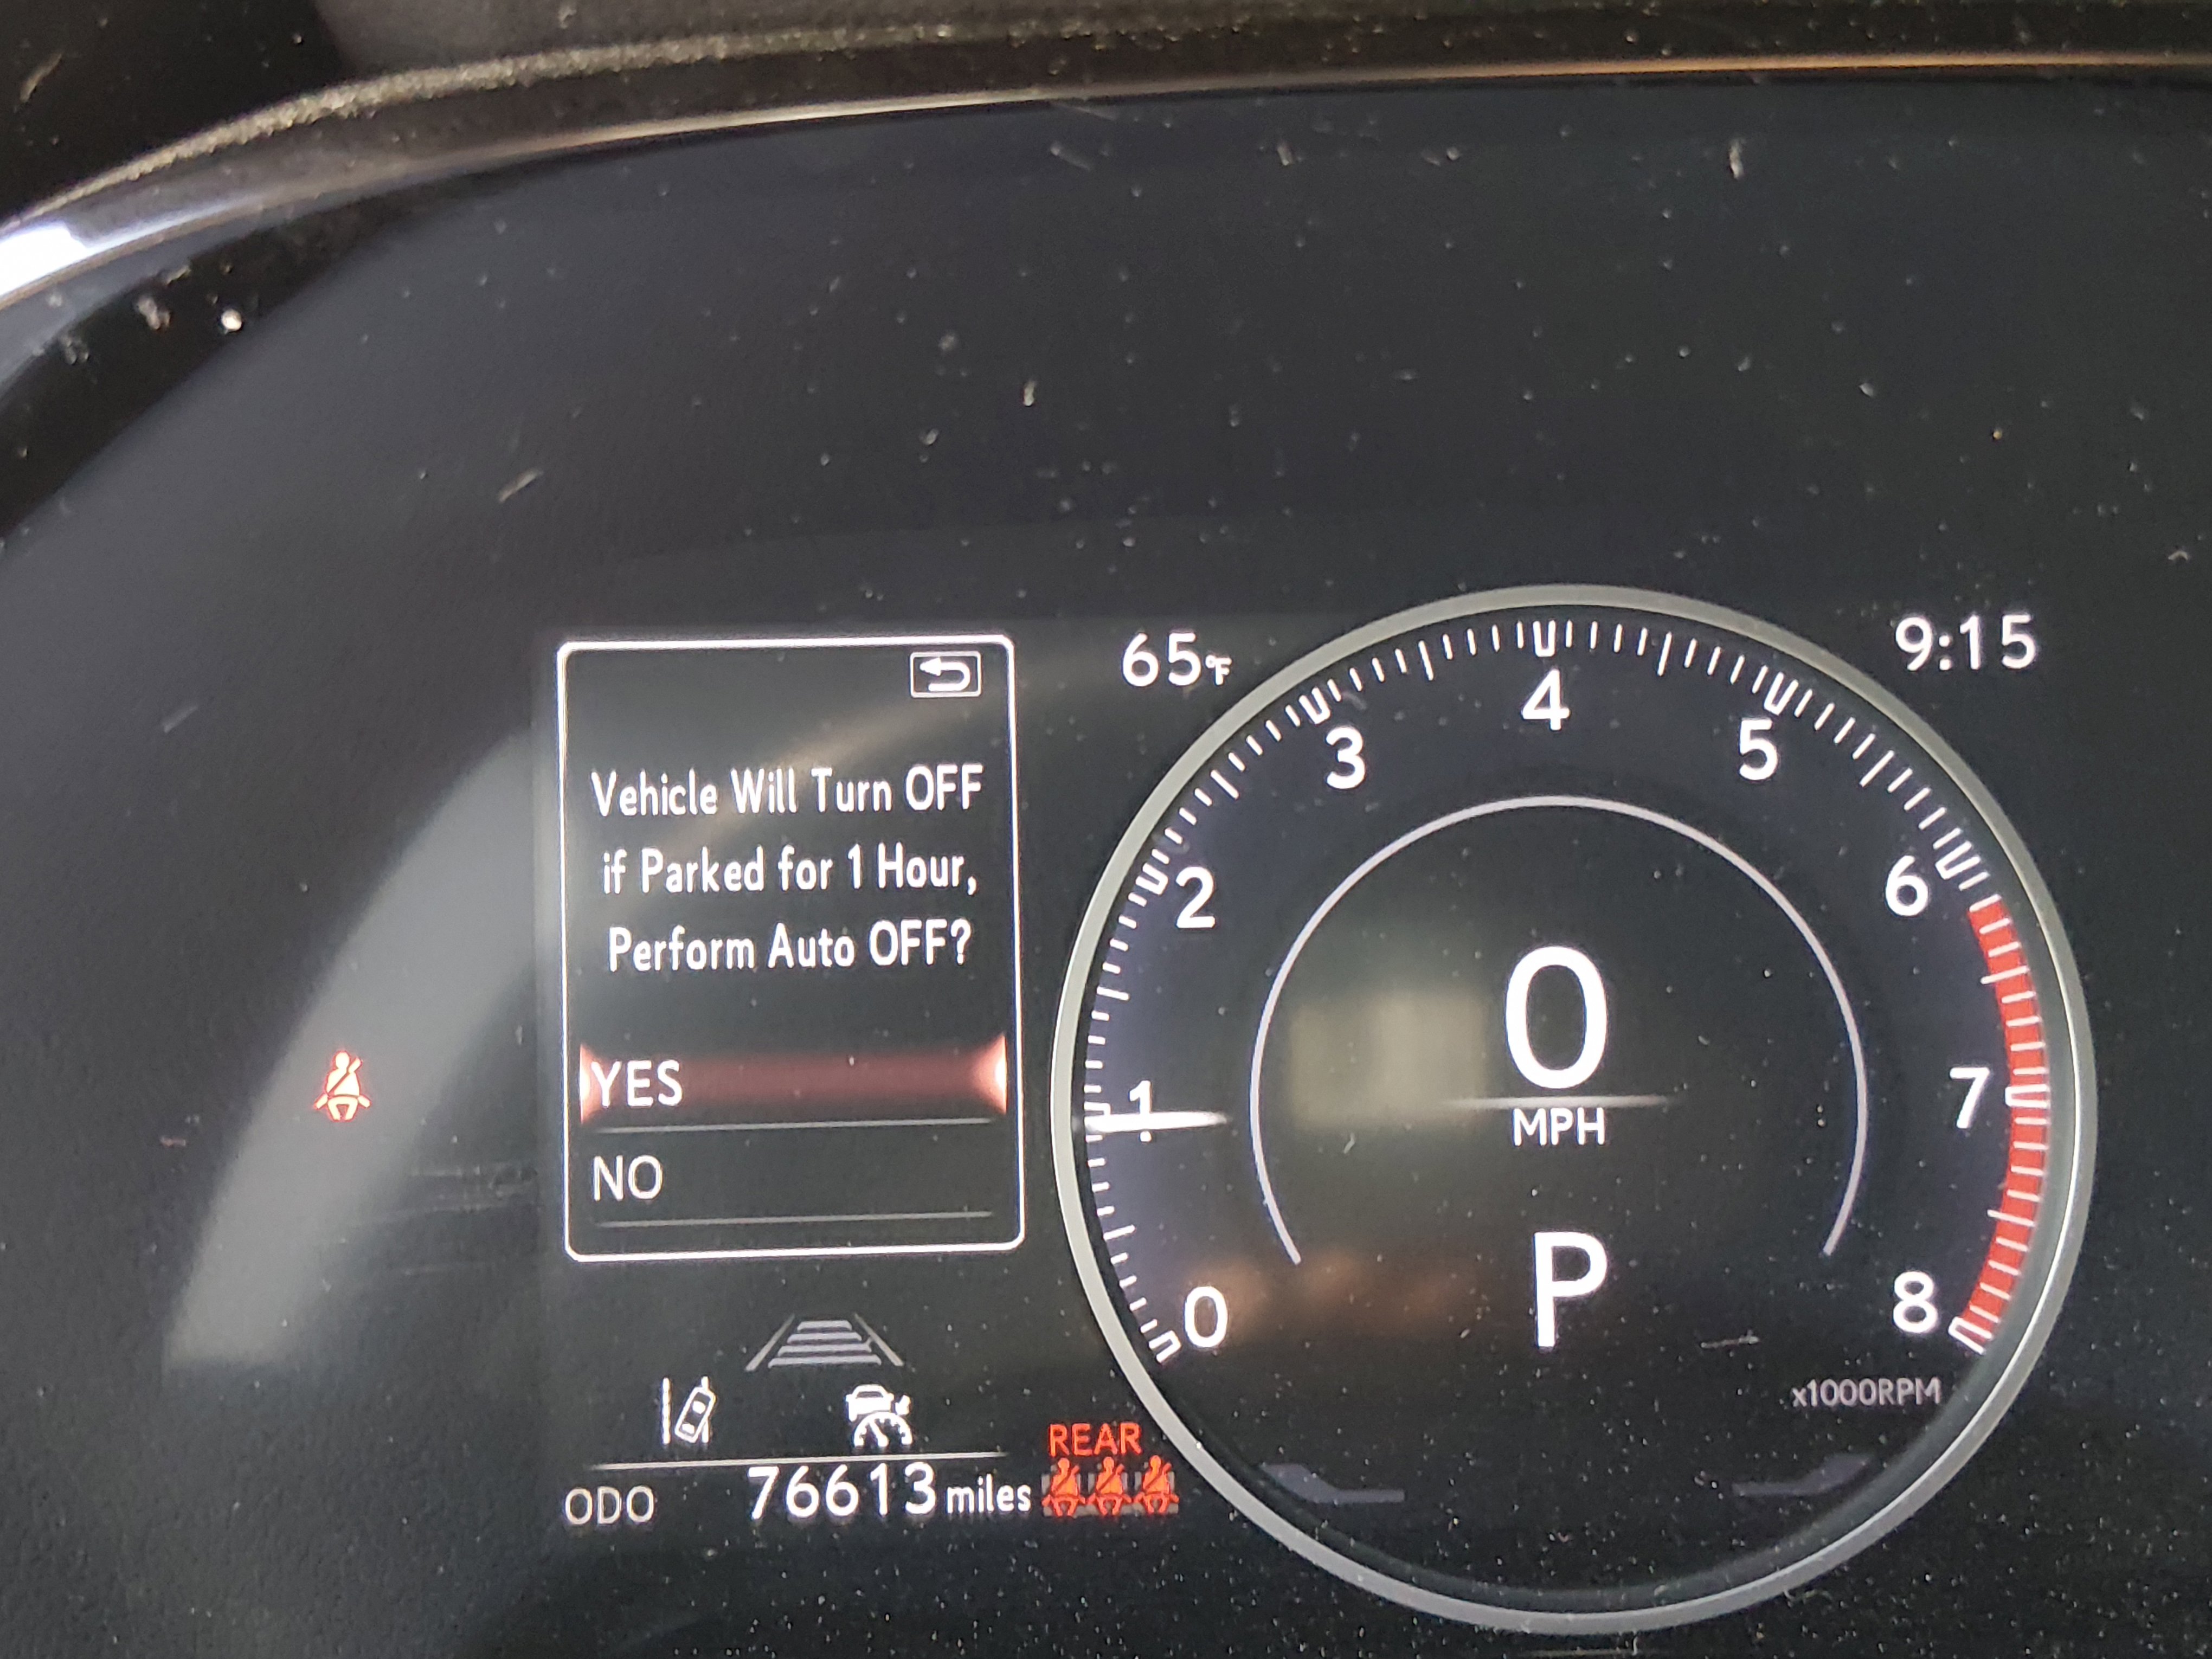 65°F
9:15
Vehicle Will Turn OFF
if Parked for 1 Hour,
Perform Auto OFF?
YES
NO
0
1
2
3
4
5
6
7
8
0
MPH
P
x1000RPM
REAR
ODO 76613 miles